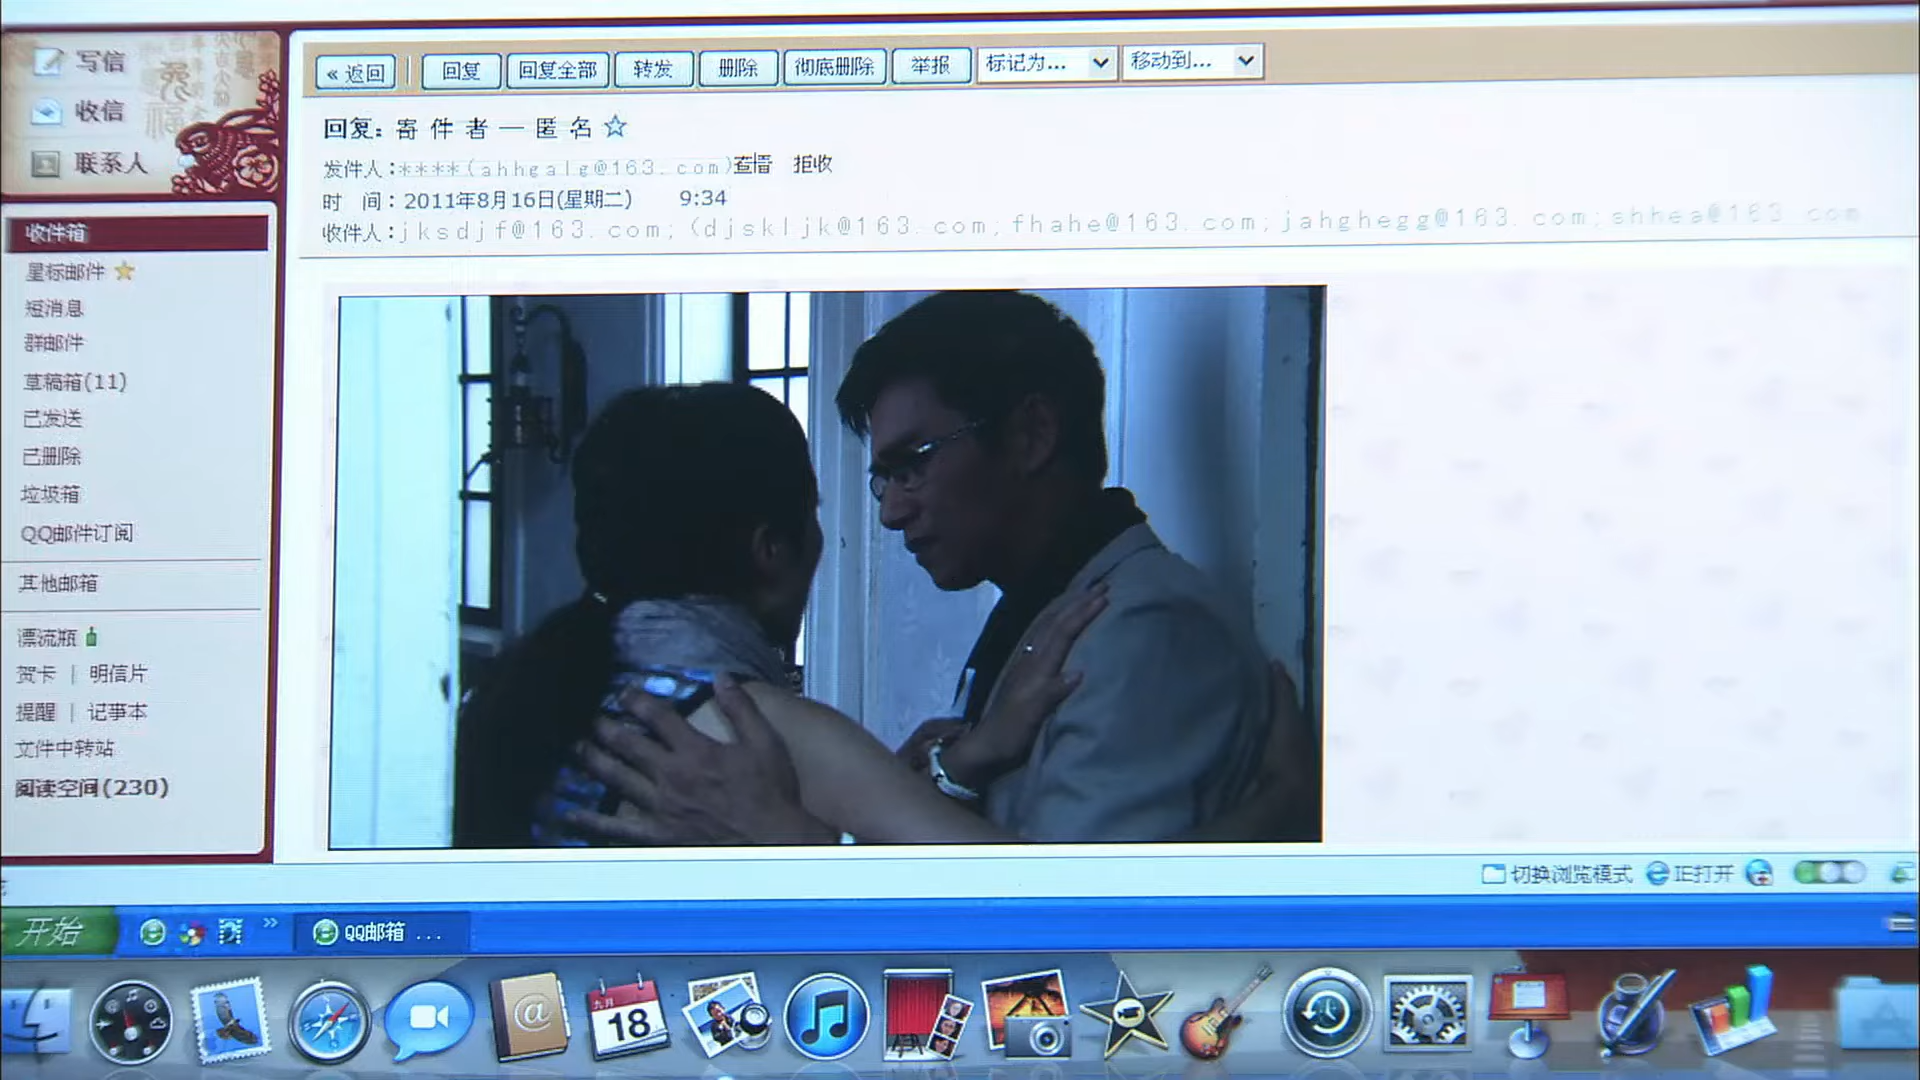 写信
收信
联系人
收件箱
星标邮件
短消息
群邮件
草稿箱(11)
已发送
已删除
垃圾箱
QQ邮件订阅
其他邮箱
漂流瓶
贺卡 | 明信片
提醒 | 记事本
文件中转站
阅读空间(230)
« 返回 | 回复 回复全部 转发 删除 彻底删除 举报 标记为... 移动到...
回复: 寄件者—匿名☆
发件人:****(ahhgalg@163.com) 拒收
时 间:2011年8月16日(星期二) 9:34
收件人:jksdjf@163.com;(djskljk@163.com;fhahe@163.com;jahghegg@163.com;shhea@163.com
切换浏览模式 IE打开
开始 » QQ邮箱 ...
九月
18